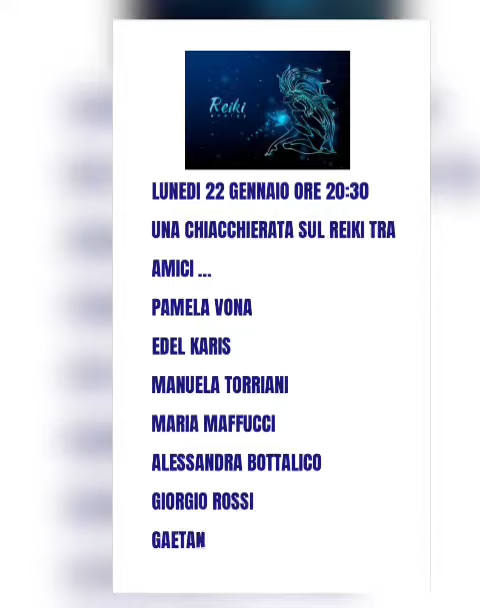 Reiki
energy
LUNEDI 22 GENNAIO ORE 20:30
UNA CHIACCHIERATA SUL REIKI TRA
AMICI ...
PAMELA VONA
EDEL KARIS
MANUELA TORRIANI
MARIA MAFFUCCI
ALESSANDRA BOTTALICO
GIORGIO ROSSI
GAETAN